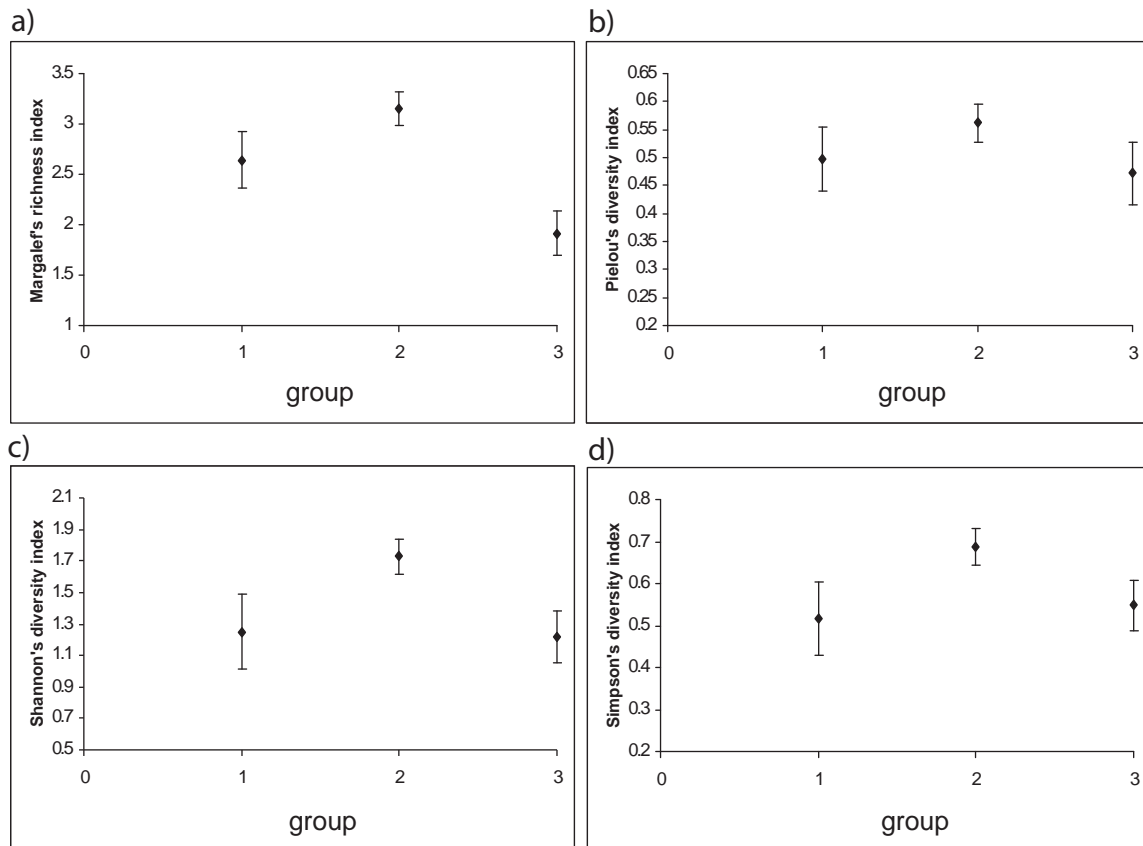 a)
Margalef's richness index
3.5
3
2.5
2
1.5
1
0 1 2 3
group
b)
Pielou's diversity index
0.65
0.6
0.55
0.5
0.45
0.4
0.35
0.3
0.25
0.2
0 1 2 3
group
c)
Shannon's diversity index
2.1
1.9
1.7
1.5
1.3
1.1
0.9
0.7
0.5
0 1 2 3
group
d)
Simpson's diversity index
0.8
0.7
0.6
0.5
0.4
0.3
0.2
0 1 2 3
group